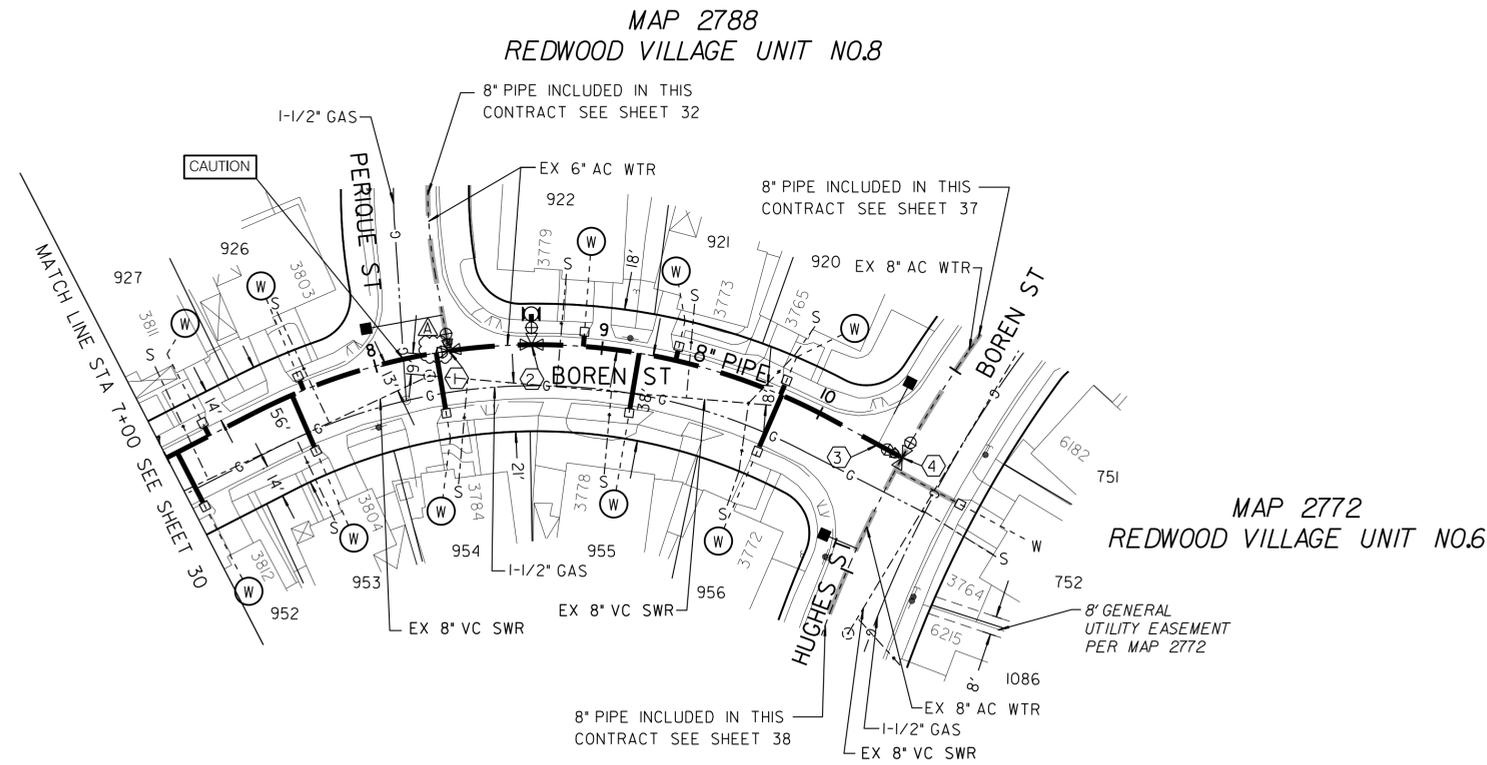 MAP 2788
REDWOOD VILLAGE UNIT NO.8
8" PIPE INCLUDED IN THIS
CONTRACT SEE SHEET 32
1-1/2" GAS
CAUTION
PERIQUE ST
EX 6" AC WTR
922
8" PIPE INCLUDED IN THIS
CONTRACT SEE SHEET 37
MATCH LINE STA 7+00 SEE SHEET 30
927
926
3811
3803
W
W
S
S
G
3779
S
W
18'
921
W
S
3773
920
EX 8" AC WTR
3765
S
W
BOREN ST
A
8
9
8" PIPE
10
13'
G
1
2
BOREN ST
G
38'
G
18'
G
G
3
4
14'
56'
G
14'
21'
S
3804
W
3812
W
952
953
S
3784
W
954
1-1/2" GAS
3778
S
W
955
S
W
3772
956
EX 8" VC SWR
EX 8" VC SWR
HUGHES ST
6182
751
MAP 2772
REDWOOD VILLAGE UNIT NO.6
W
S
752
3764
6215
8' GENERAL
UTILITY EASEMENT
PER MAP 2772
8'
1086
8" PIPE INCLUDED IN THIS
CONTRACT SEE SHEET 38
EX 8" AC WTR
1-1/2" GAS
EX 8" VC SWR